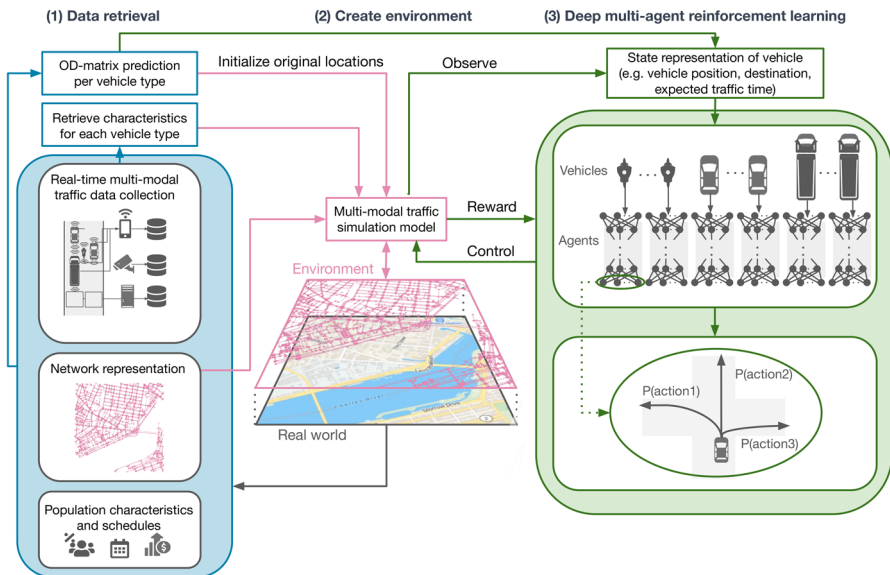 (1) Data retrieval
(2) Create environment
(3) Deep multi-agent reinforcement learning
OD-matrix prediction
per vehicle type
Initialize original locations
Observe
State representation of vehicle
(e.g. vehicle position, destination,
expected traffic time)
Retrieve characteristics
for each vehicle type
Real-time multi-modal
traffic data collection
Vehicles
Multi-modal traffic
simulation model
Reward
Control
Agents
Environment
Network representation
Real world
P(action1)
P(action2)
P(action3)
Population characteristics
and schedules